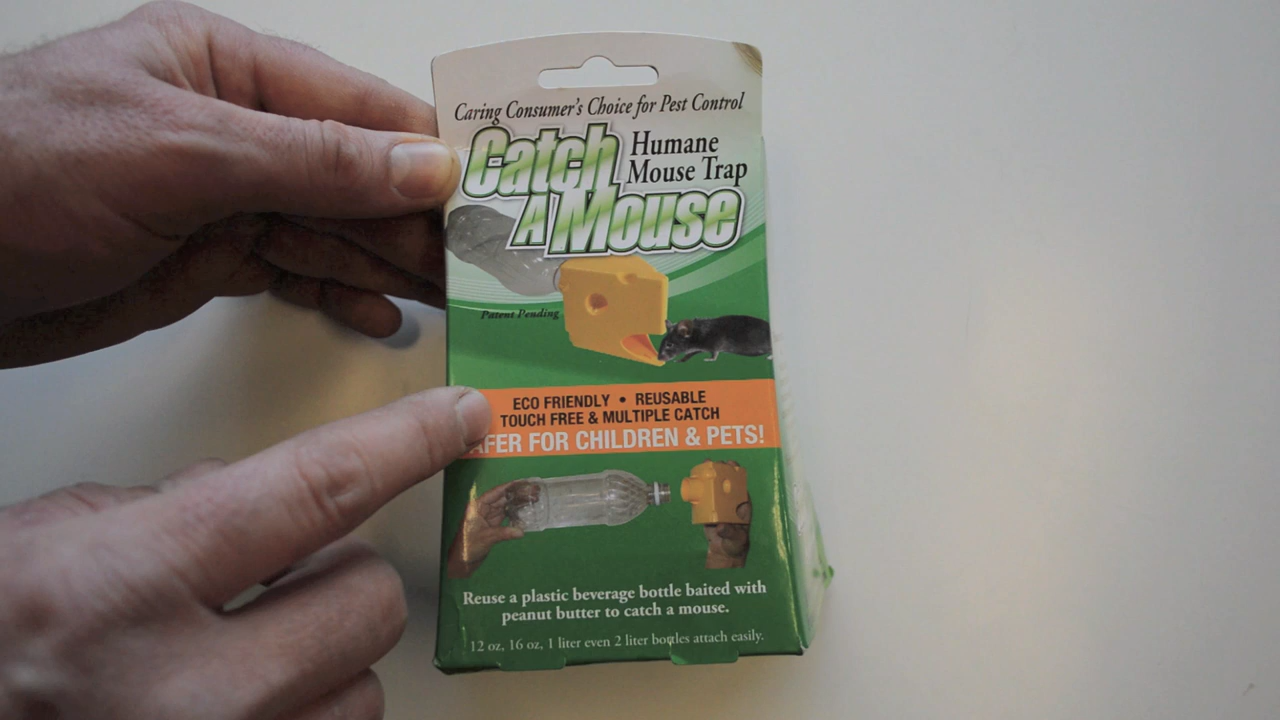 Caring Consumer's Choice for Pest Control
Catch
A Mouse
Humane
Mouse Trap
Patent Pending
ECO FRIENDLY • REUSABLE
TOUCH FREE & MULTIPLE CATCH
AFER FOR CHILDREN & PETS!
Reuse a plastic beverage bottle baited with
peanut butter to catch a mouse.
12 oz, 16 oz, 1 liter even 2 liter bottles attach easily.